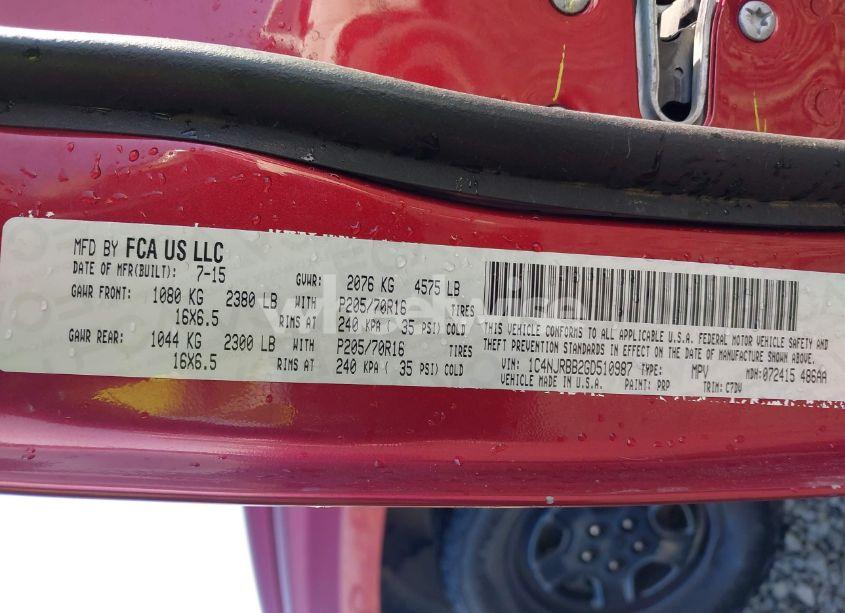 MFD BY FCA US LLC
DATE OF MFR(BUILT): 7-15 GVWR: 2076 KG 4575 LB
GAWR FRONT: 1080 KG 2380 LB WITH P205/70R16 TIRES
16X6.5 RIMS AT 240 KPA ( 35 PSI) COLD
GAWR REAR: 1044 KG 2300 LB WITH P205/70R16 TIRES
16X6.5 RIMS AT 240 KPA ( 35 PSI) COLD
THIS VEHICLE CONFORMS TO ALL APPLICABLE U.S.A. FEDERAL MOTOR VEHICLE SAFETY AND
THEFT PREVENTION STANDARDS IN EFFECT ON THE DATE OF MANUFACTURE SHOWN ABOVE.
VIN: 1C4NJRBB2GD510987 TYPE: MPV MDH:072415 486AA
VEHICLE MADE IN U.S.A. PAINT: PRP TRIM: C7DV